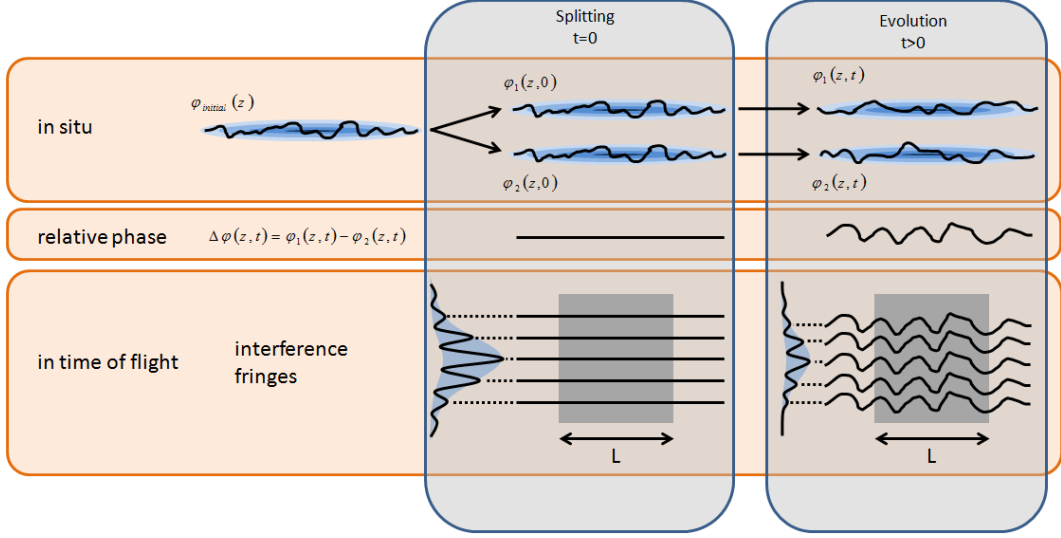 Splitting
t=0
Evolution
t>0
in situ
φ_initial(z)
φ₁(z,0)
φ₂(z,0)
φ₁(z,t)
φ₂(z,t)
relative phase
Δφ(z,t) = φ₁(z,t) − φ₂(z,t)
in time of flight
interference
fringes
L
L